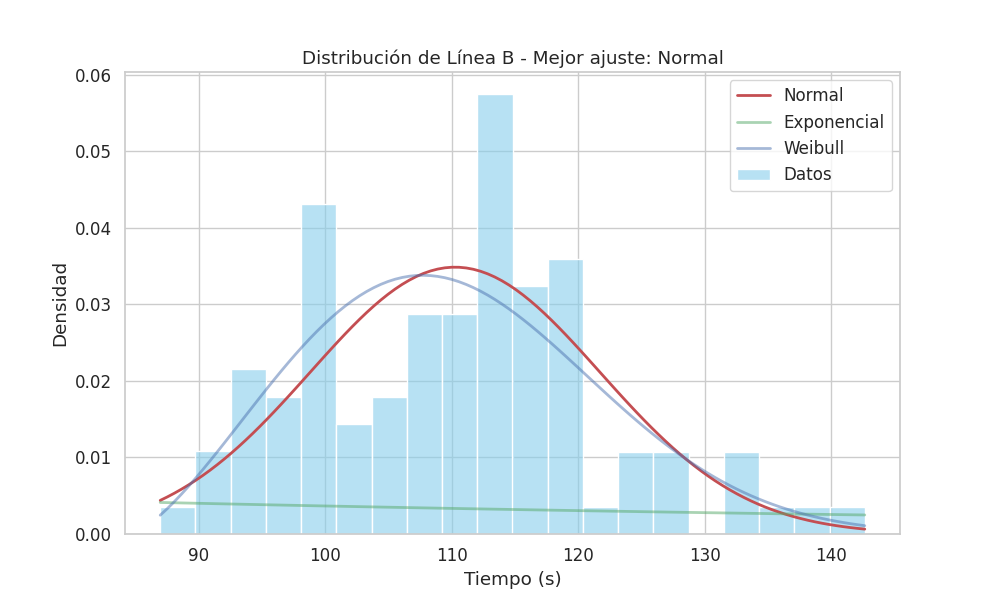 Distribución de Línea B - Mejor ajuste: Normal
Densidad
0.06
0.05
0.04
0.03
0.02
0.01
0.00
Normal
Exponencial
Weibull
Datos
90 100 110 120 130 140
Tiempo (s)